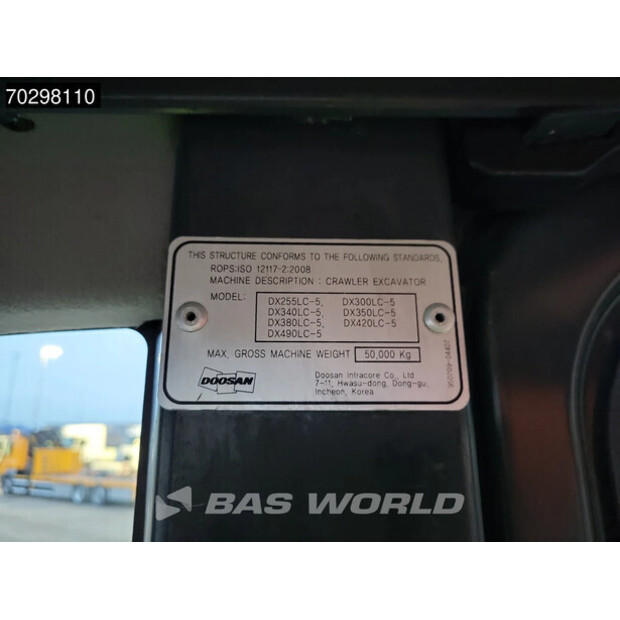 70298110
THIS STRUCTURE CONFORMS TO THE FOLLOWING STANDARDS.
ROPS:ISO 12117-2:2008
MACHINE DESCRIPTION : CRAWLER EXCAVATOR
MODEL: DX255LC-5, DX300LC-5
DX340LC-5, DX350LC-5
DX380LC-5, DX420LC-5
DX490LC-5
MAX. GROSS MACHINE WEIGHT 50,000 Kg
DOOSAN
Doosan Infracore Co., Ltd
7-11, Hwasu-dong, Dong-gu,
Incheon, Korea
BAS WORLD